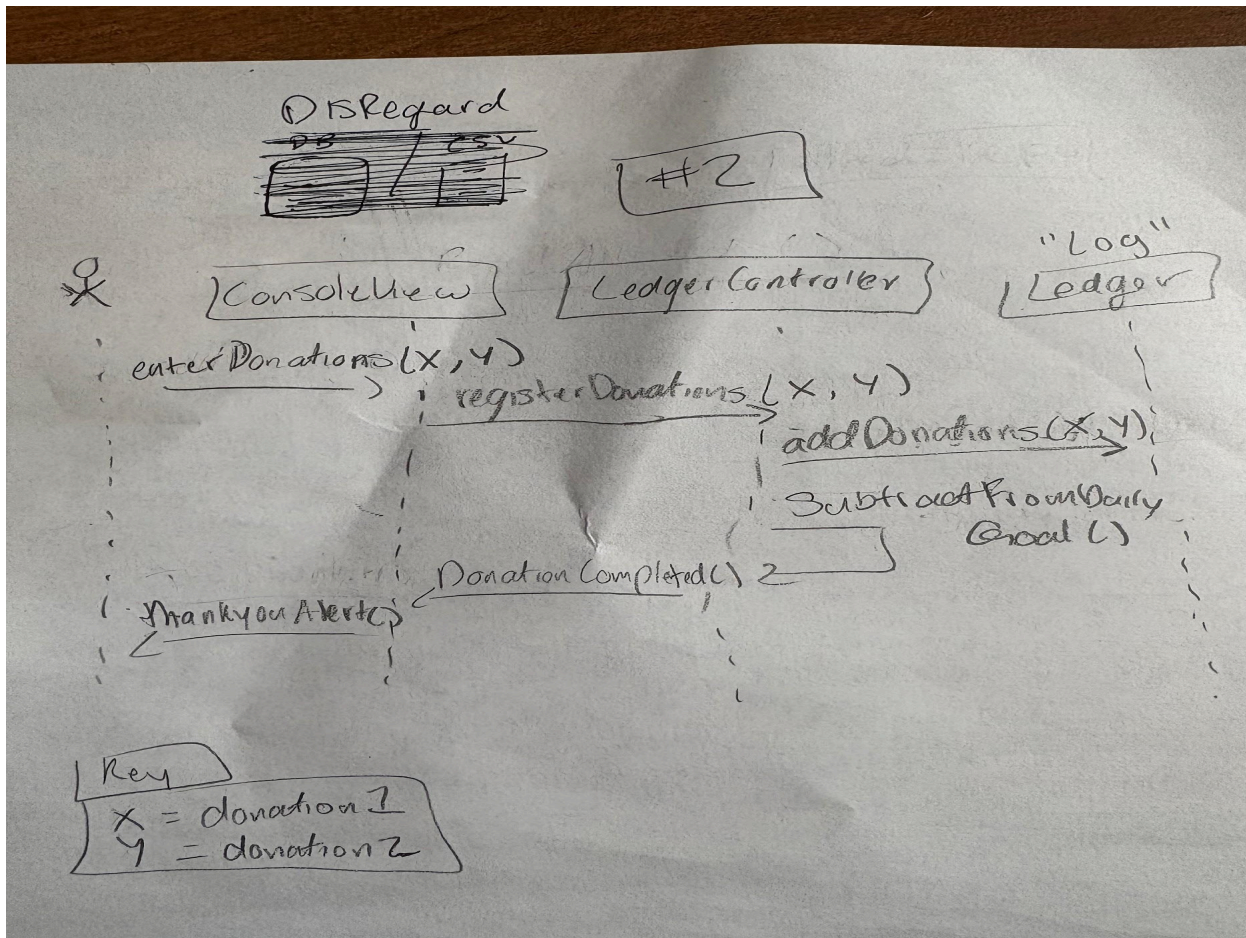 DisRegard
DB / CSV
#2
"Log"
ConsoleView
LedgerController
Ledger
enterDonations(X,Y)
registerDonations(X,Y)
addDonations(X,Y)
SubtractFromDaily
Goal()
DonationCompleted()
ThankyouAlert()
Key
X = donation1
Y = donation2